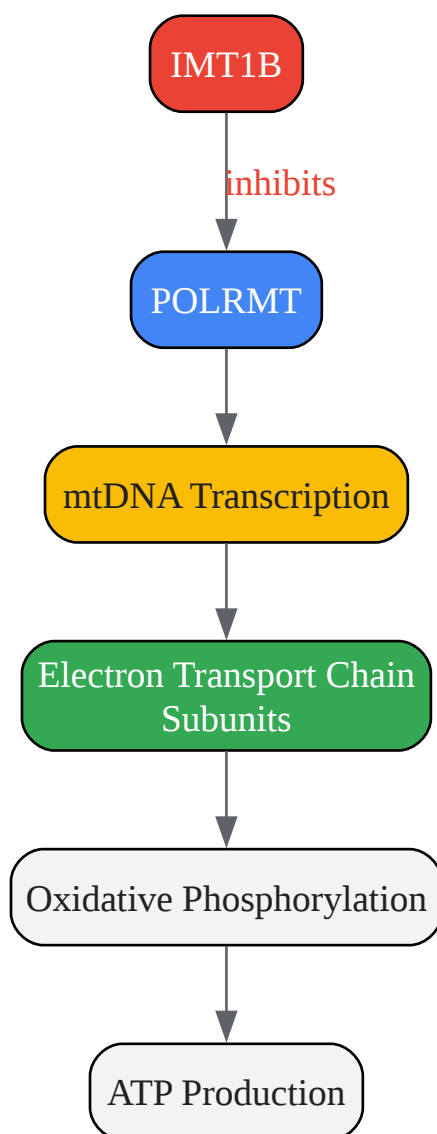 IMT1B
inhibits
POLRMT
mtDNA Transcription
Electron Transport Chain
Subunits
Oxidative Phosphorylation
ATP Production